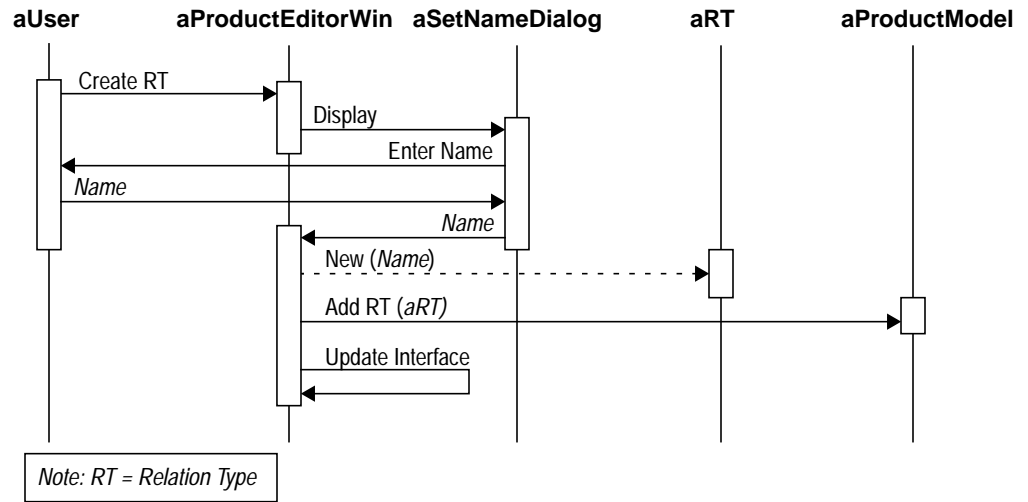 aUser aProductEditorWin aSetNameDialog aRT aProductModel
Create RT
Display
Enter Name
Name
Name
New (Name)
Add RT (aRT)
Update Interface
Note: RT = Relation Type